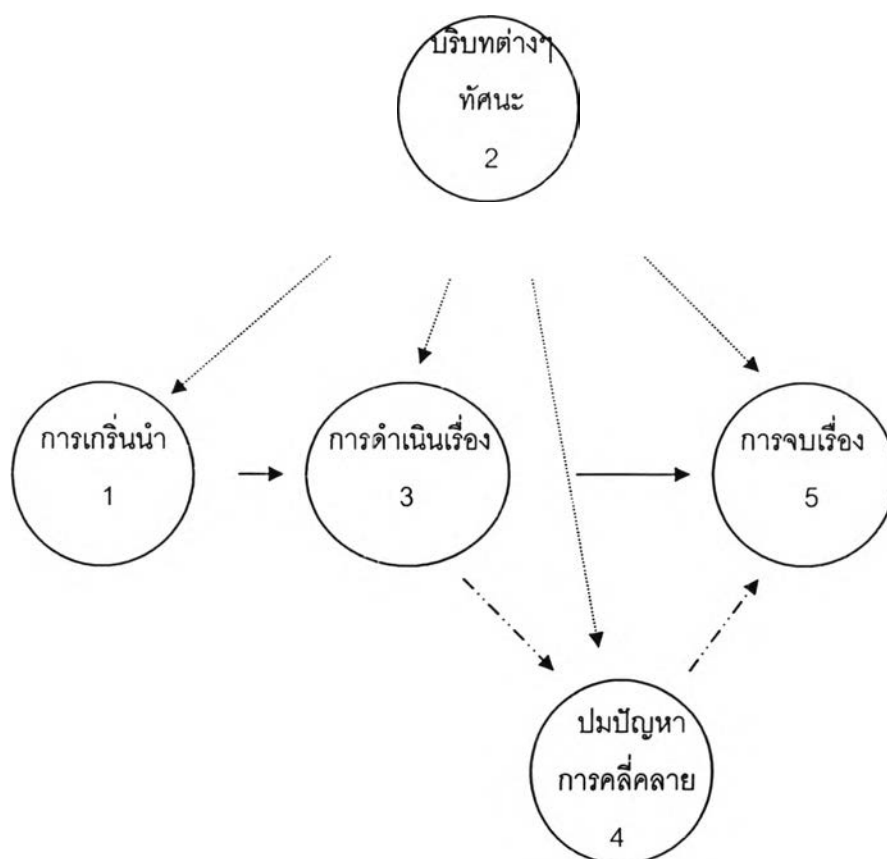 บริบทต่างๆ
ทัศนะ
2
การเกริ่นนำ
1
การดำเนินเรื่อง
3
การจบเรื่อง
5
ปมปัญหา
การคลี่คลาย
4